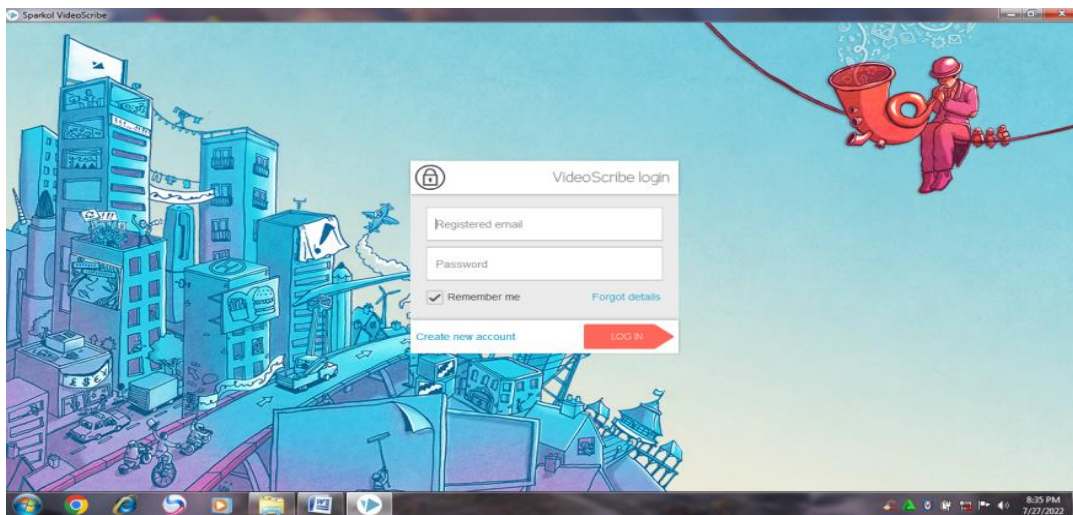 Sparkol VideoScribe
VideoScribe login
Registered email
Password
Remember me
Forgot details
Create new account
LOG IN
8:35 PM
7/27/2022